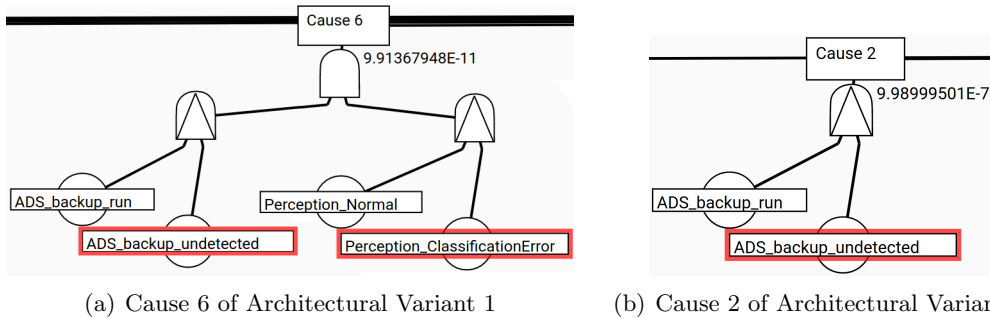 Cause 6
9.91367948E-11
ADS_backup_run
ADS_backup_undetected
Perception_Normal
Perception_ClassificationError
(a) Cause 6 of Architectural Variant 1
Cause 2
9.98999501E-7
ADS_backup_run
ADS_backup_undetected
(b) Cause 2 of Architectural Varian